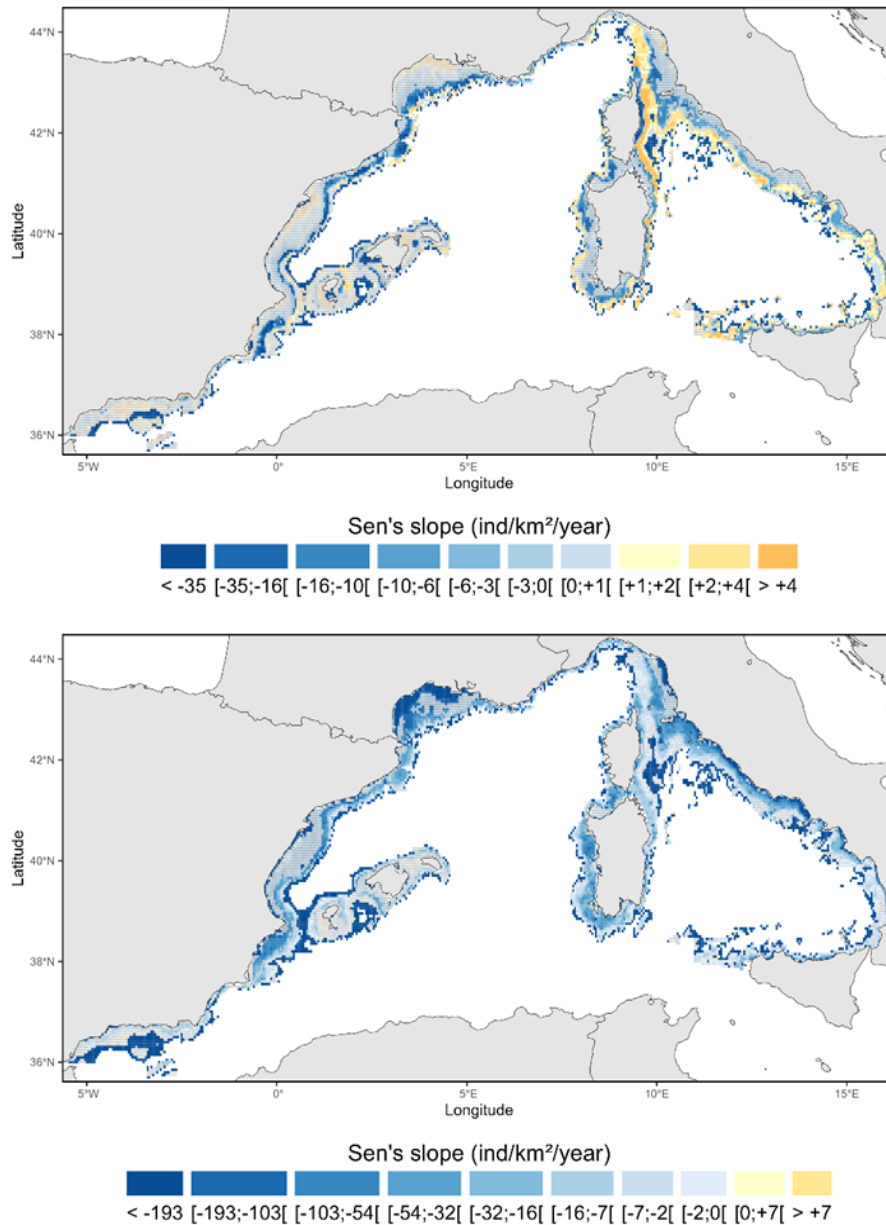 44°N
42°N
40°N
38°N
36°N
Latitude
5°W 0° 5°E 10°E 15°E
Longitude
Sen's slope (ind/km²/year)
< -35 [-35;-16[ [-16;-10[ [-10;-6[ [-6;-3[ [-3;0[ [0;+1[ [+1;+2[ [+2;+4[ > +4
44°N
42°N
40°N
38°N
36°N
Latitude
5°W 0° 5°E 10°E 15°E
Longitude
Sen's slope (ind/km²/year)
< -193 [-193;-103[ [-103;-54[ [-54;-32[ [-32;-16[ [-16;-7[ [-7;-2[ [-2;0[ [0;+7[ > +7